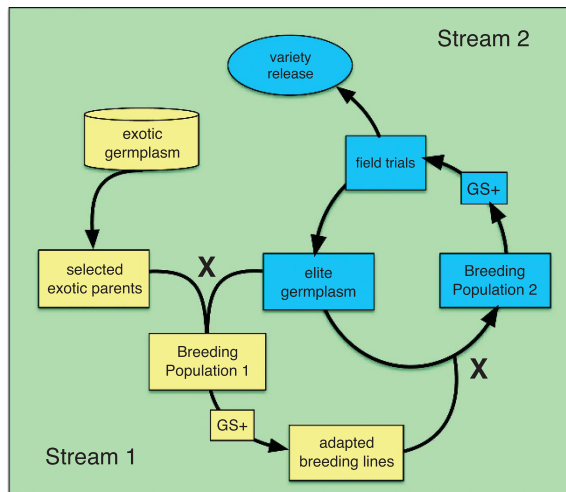 Stream 2
variety
release
exotic
germplasm
field trials
GS+
selected
exotic parents
X
elite
germplasm
Breeding
Population 2
Breeding
Population 1
X
GS+
adapted
breeding lines
Stream 1